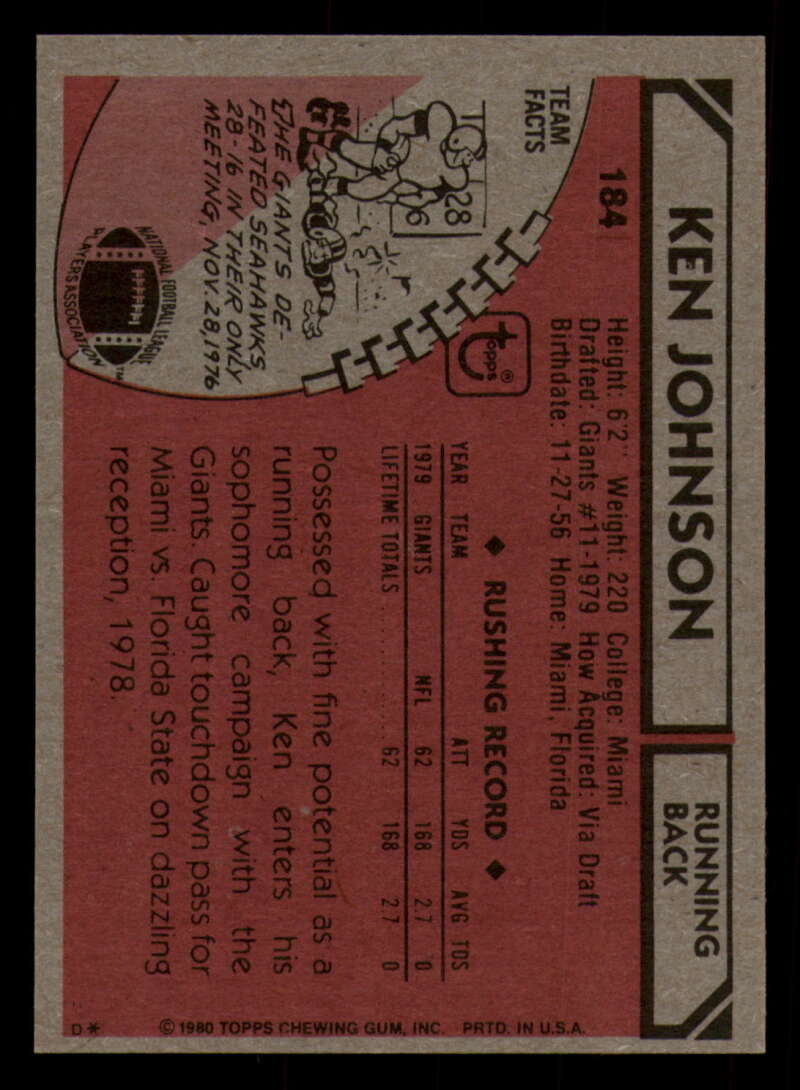 KEN JOHNSON
RUNNING
BACK
184
Height: 6'2" Weight: 220 College: Miami
Drafted: Giants #11-1979 How Acquired: Via Draft
Birthdate: 11-27-56 Home: Miami, Florida
TEAM
FACTS
28
16
THE GIANTS DE-
FEATED SEAHAWKS
28-16 IN THEIR ONLY
MEETING, NOV. 28, 1976
NATIONAL FOOTBALL LEAGUE
PLAYERS ASSOCIATION™
Topps®
◆ RUSHING RECORD ◆
YEAR TEAM ATT YDS AVG TDS
1979 GIANTS NFL 62 168 2.7 0
LIFETIME TOTALS.......... 62 168 2.7 0
Possessed with fine potential as a
running back, Ken enters his
sophomore campaign with the
Giants. Caught touchdown pass for
Miami vs. Florida State on dazzling
reception, 1978.
D* ©1980 TOPPS CHEWING GUM, INC. PRTD. IN U.S.A.